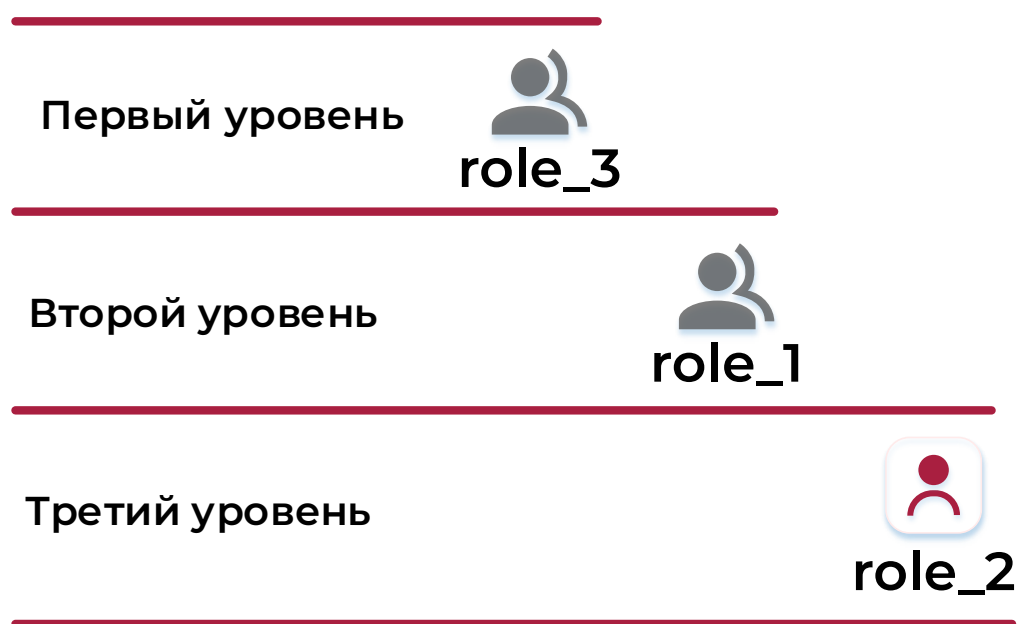 Первый уровень
role_3
Второй уровень
role_1
Третий уровень
role_2